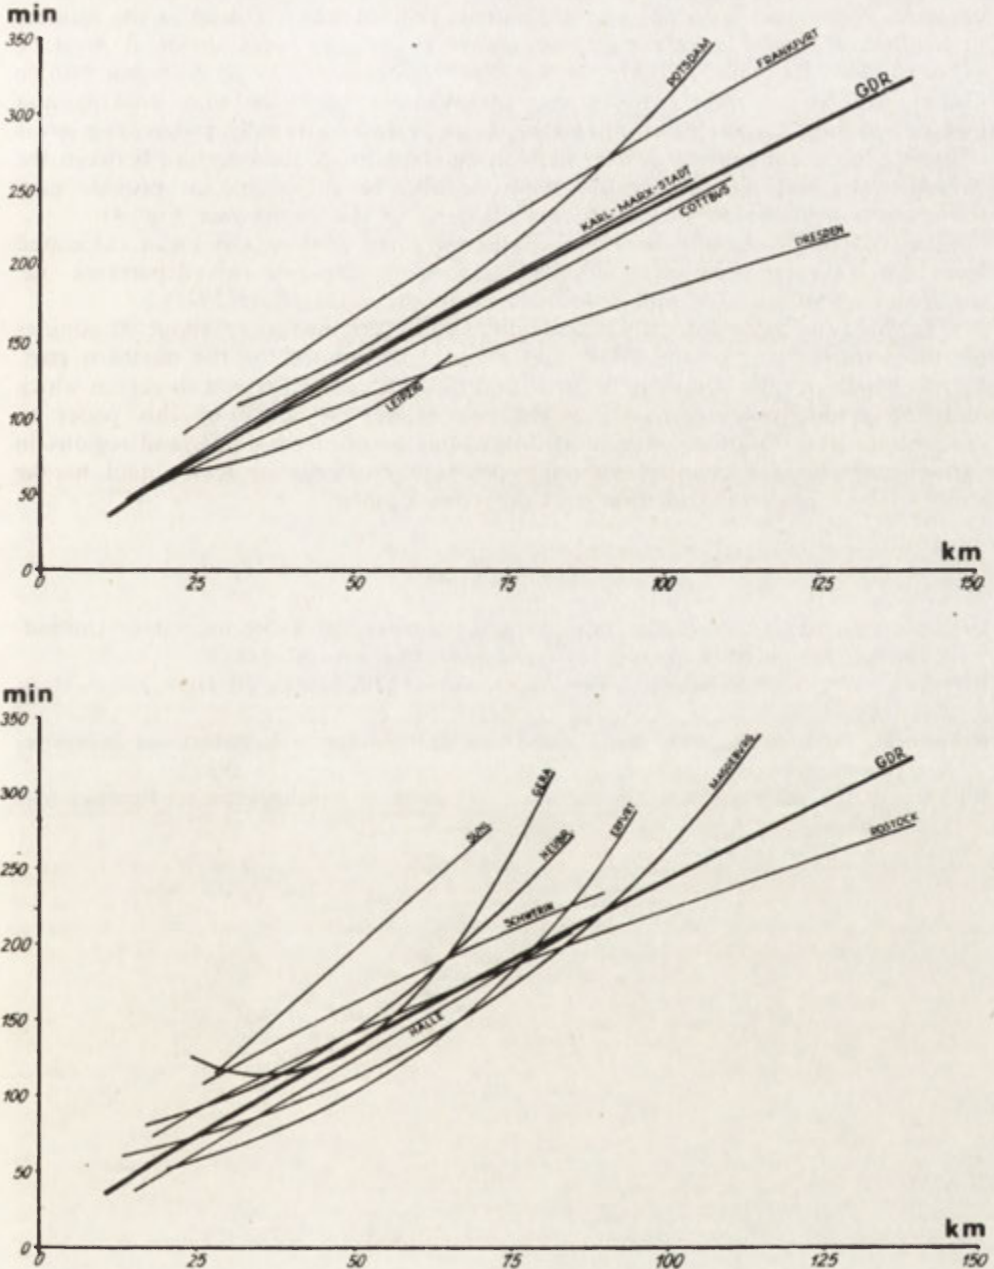 min
350
POTSDAM
FRANKFURT
GDR
300
250
KARL-MARX-STADT
COTTBUS
DRESDEN
200
150
LEIPZIG
100
50
km
0
0 25 50 75 100 125 150
min
350
MAGDEBURG
GDR
GERA
300
SUHL
NEUBR.
ERFURT
ROSTOCK
250
SCHWERIN
200
150
HALLE
100
50
km
0
0 25 50 75 100 125 150